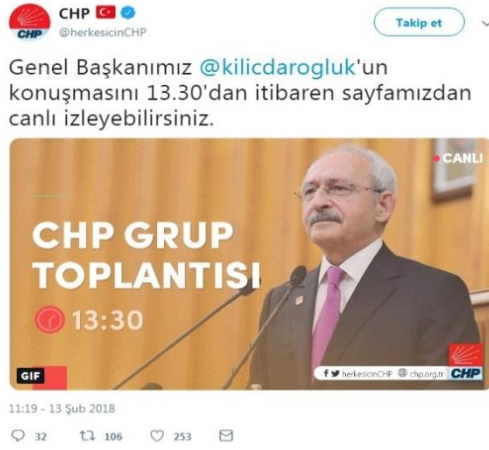 CHP
@herkesicinCHP
CHP
Takip et
Genel Başkanımız @kilicdarogluk'un
konuşmasını 13.30'dan itibaren sayfamızdan
canlı izleyebilirsiniz.
CANLI
CHP GRUP
TOPLANTISI
13:30
GIF
herkesicinCHP chp.org.tr CHP
11:19 - 13 Şub 2018
32 106 253